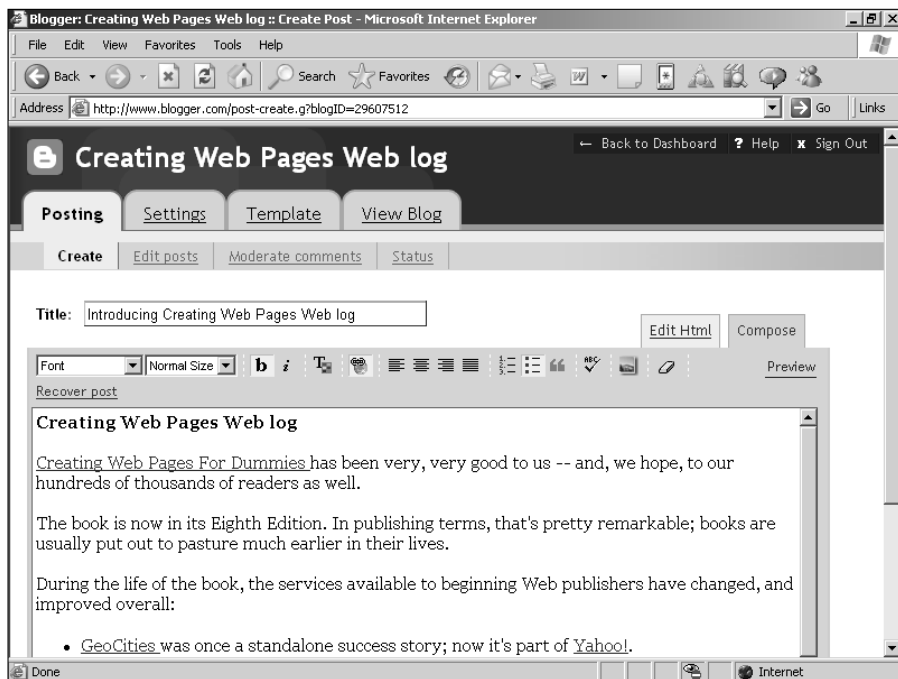 Blogger: Creating Web Pages Web log :: Create Post - Microsoft Internet Explorer
File Edit View Favorites Tools Help
Back Search Favorites
Address http://www.blogger.com/post-create.g?blogID=29607512 Go Links
Creating Web Pages Web log ← Back to Dashboard ? Help x Sign Out
Posting Settings Template View Blog
Create Edit posts Moderate comments Status
Title: Introducing Creating Web Pages Web log
Edit Html Compose
Font Normal Size b i T ABC Preview
Recover post
Creating Web Pages Web log
Creating Web Pages For Dummies has been very, very good to us -- and, we hope, to our
hundreds of thousands of readers as well.
The book is now in its Eighth Edition. In publishing terms, that's pretty remarkable; books are
usually put out to pasture much earlier in their lives.
During the life of the book, the services available to beginning Web publishers have changed, and
improved overall:
• GeoCities was once a standalone success story; now it's part of Yahoo!.
Done Internet